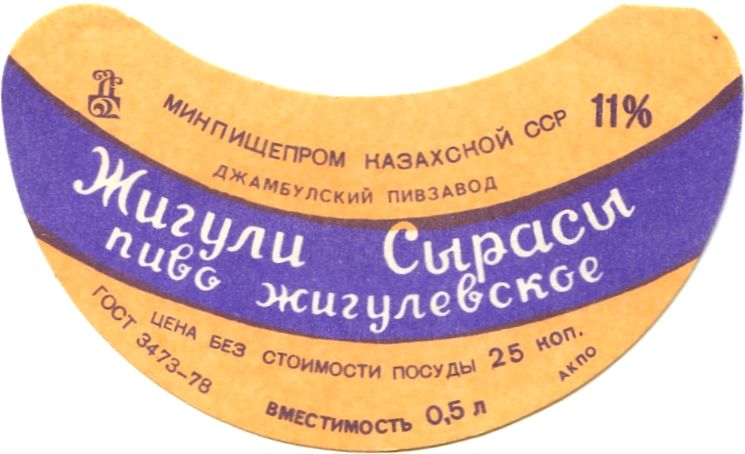 МИНПИЩЕПРОМ КАЗАХСКОЙ ССР 11%
ДЖАМБУЛСКИЙ ПИВЗАВОД
Жигули Сырасы
пиво жигулевское
ЦЕНА БЕЗ СТОИМОСТИ ПОСУДЫ 25 КОП.
ГОСТ 3473-78
ВМЕСТИМОСТЬ 0,5 л
АКПО